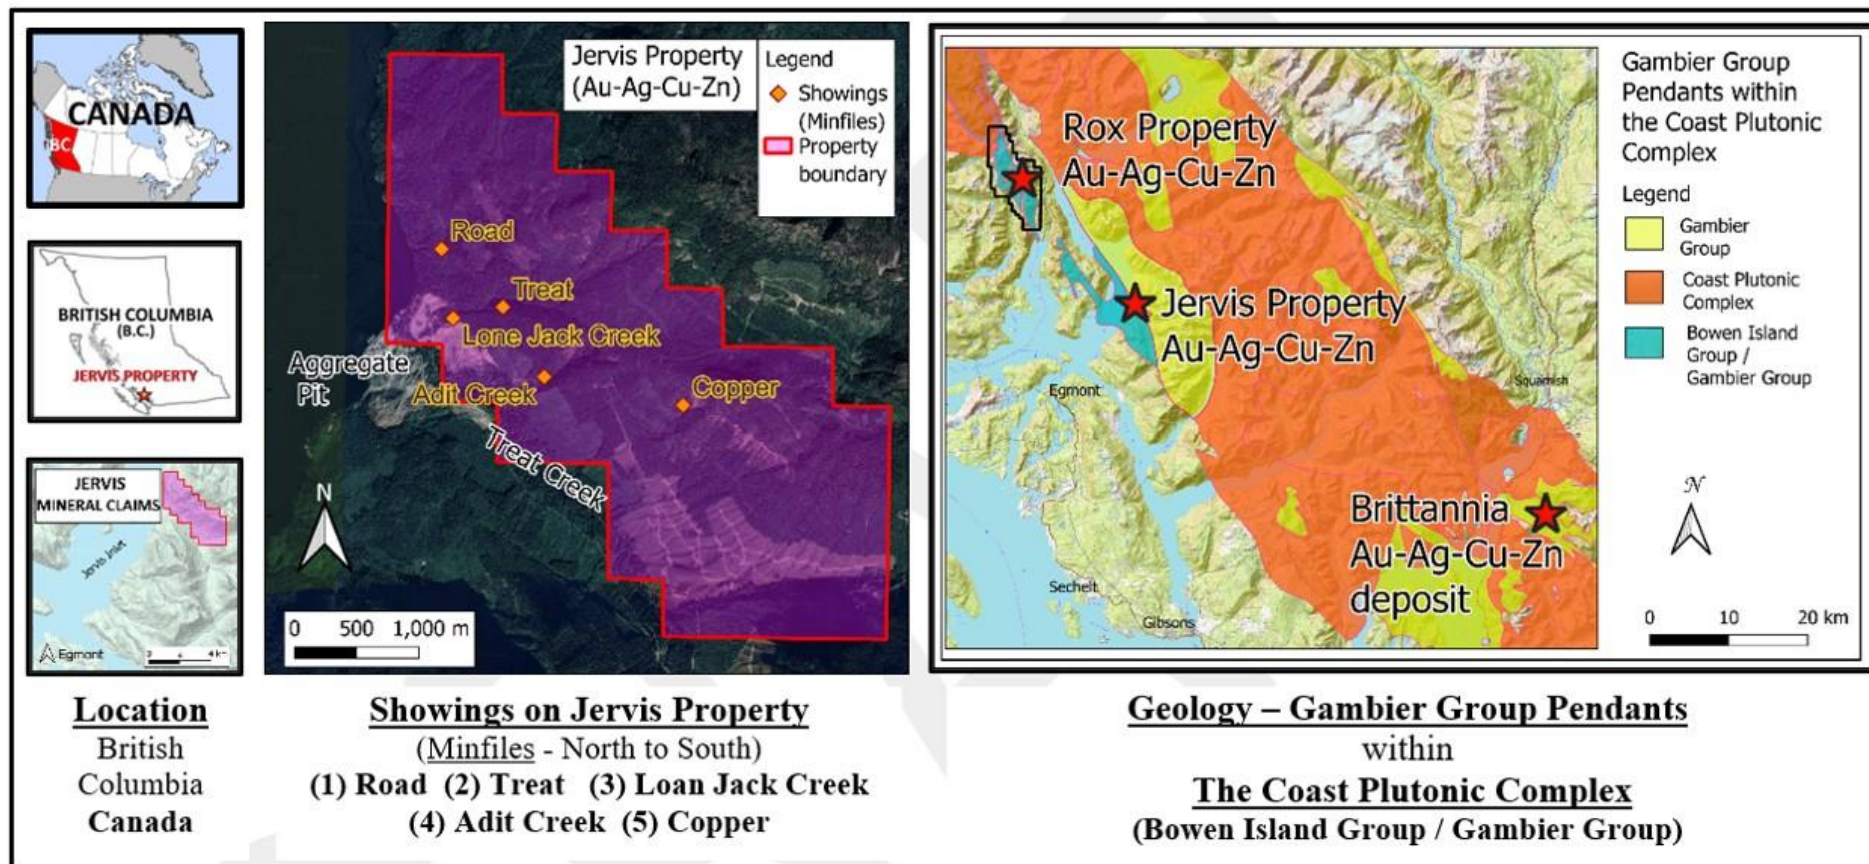 CANADA
BC
BRITISH COLUMBIA
(B.C.)
JERVIS PROPERTY
JERVIS
MINERAL CLAIMS
Jervis Inlet
Egmont
4 km
Location
British
Columbia
Canada
Jervis Property
(Au-Ag-Cu-Zn)
Legend
Showings
(Minfiles)
Property
boundary
Road
Treat
Lone Jack Creek
Aggregate
Pit
Adit Creek
Copper
Treat Creek
N
0 500 1,000 m
Showings on Jervis Property
(Minfiles - North to South)
(1) Road (2) Treat (3) Loan Jack Creek
(4) Adit Creek (5) Copper
Rox Property
Au-Ag-Cu-Zn
Jervis Property
Au-Ag-Cu-Zn
Egmont
Squamish
Brittannia
Au-Ag-Cu-Zn
deposit
Sechelt
Gibsons
Gambier Group
Pendants within
the Coast Plutonic
Complex
Legend
Gambier
Group
Coast Plutonic
Complex
Bowen Island
Group /
Gambier Group
N
0 10 20 km
Geology – Gambier Group Pendants
within
The Coast Plutonic Complex
(Bowen Island Group / Gambier Group)